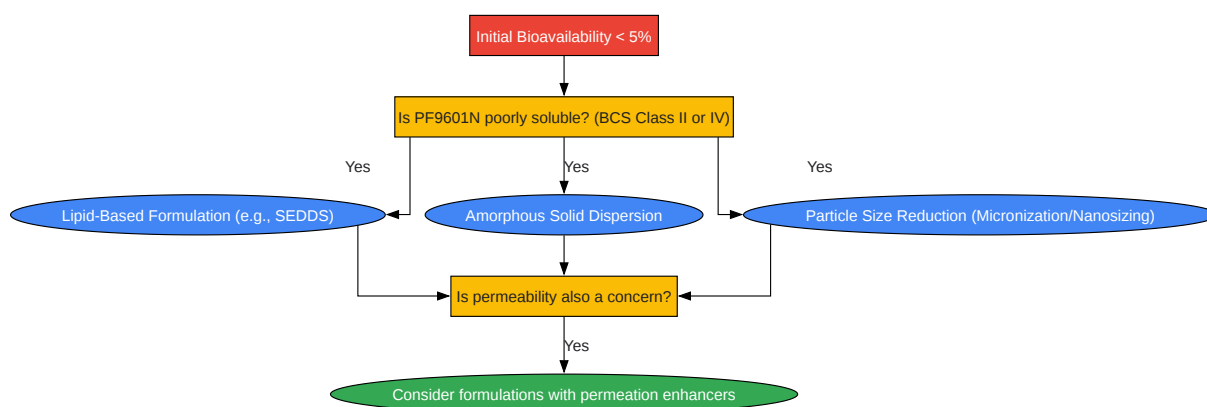 Initial Bioavailability < 5%
Is PF9601N poorly soluble? (BCS Class II or IV)
Yes
Yes
Yes
Lipid-Based Formulation (e.g., SEDDS)
Amorphous Solid Dispersion
Particle Size Reduction (Micronization/Nanosizing)
Is permeability also a concern?
Yes
Consider formulations with permeation enhancers